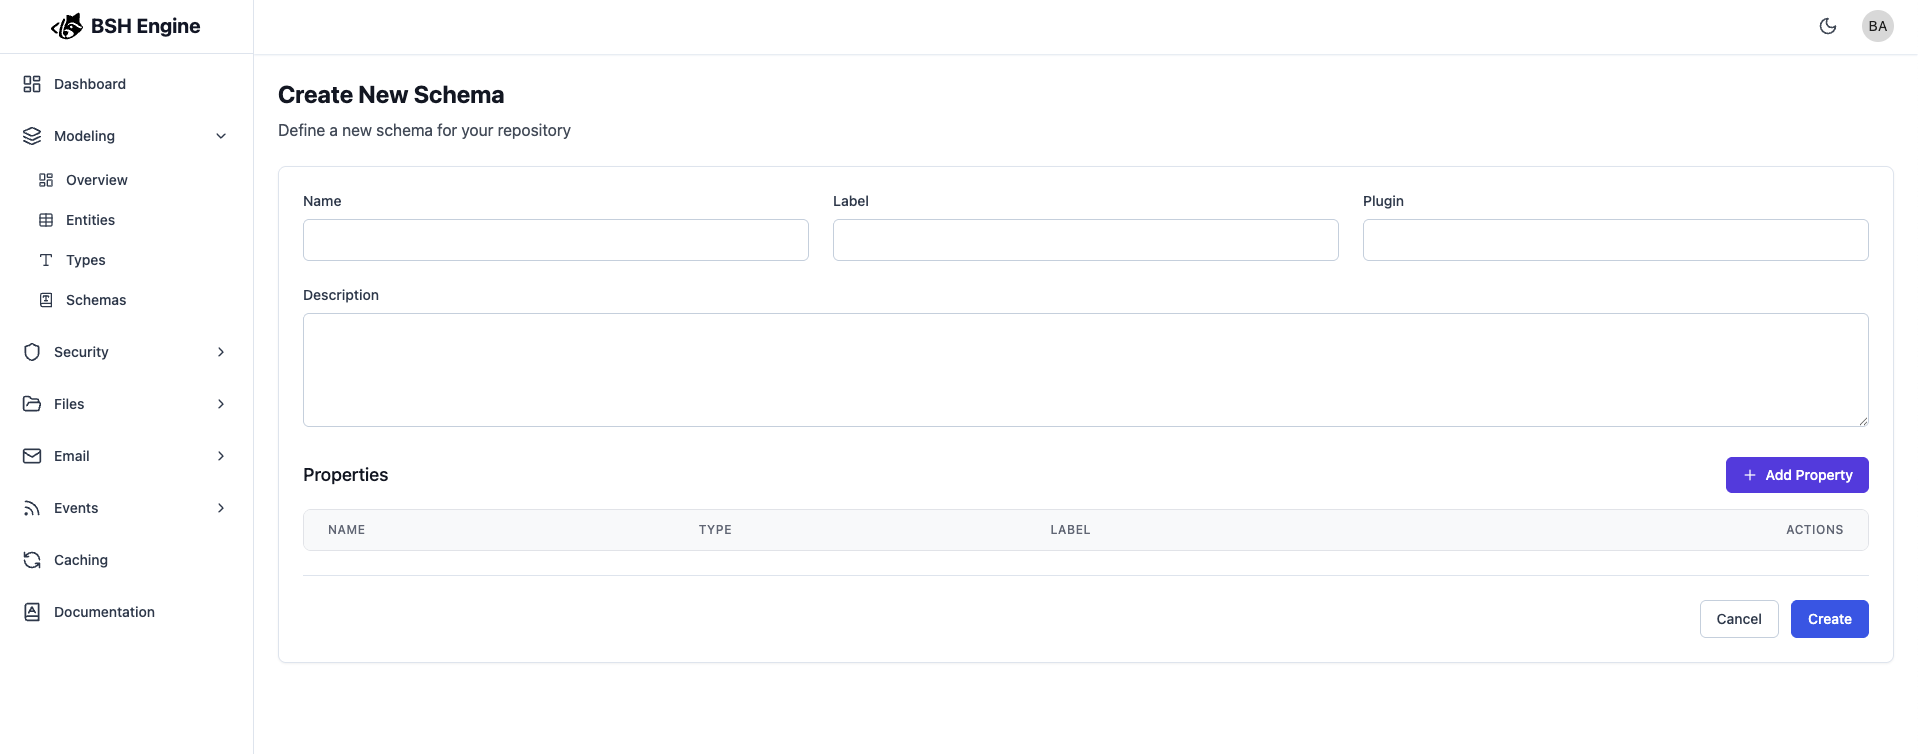 BSH Engine
BA
Dashboard
Modeling
Overview
Entities
Types
Schemas
Security
Files
Email
Events
Caching
Documentation
Create New Schema
Define a new schema for your repository
Name Label Plugin
Description
Properties
Add Property
NAME TYPE LABEL ACTIONS
Cancel Create